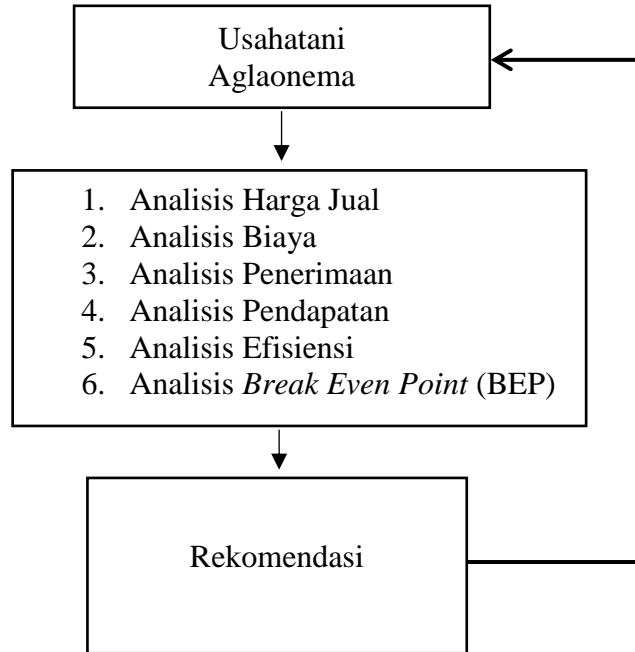 Usahatani
Aglaonema
1. Analisis Harga Jual
2. Analisis Biaya
3. Analisis Penerimaan
4. Analisis Pendapatan
5. Analisis Efisiensi
6. Analisis Break Even Point (BEP)
Rekomendasi